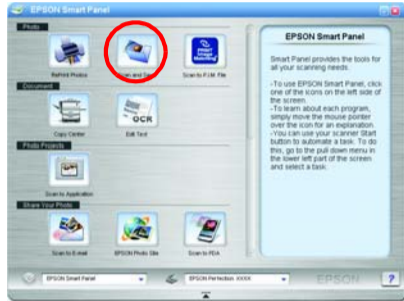 EPSON Smart Panel
Photo
Reprint Photos
Scan and Save
Scan to P.I.M. File
PRINT Image Matching
Document
Copy Center
OCR
Edit Text
Photo Projects
Scan to Application
Share Your Photo
Scan to E-mail
EPSON Photo Site
Scan to PDA
EPSON Smart Panel
Smart Panel provides the tools for
all your scanning needs.
-To use EPSON Smart Panel, click
one of the icons on the left side of
the screen.
-To learn about each program,
simply move the mouse pointer
over the icon for an explanation.
-You can use your scanner Start
button to automate a task. To do
this, go to the pull down menu in
the lower left part of the screen
and select a task.
EPSON Smart Panel
EPSON Perfection XXXX
EPSON
?